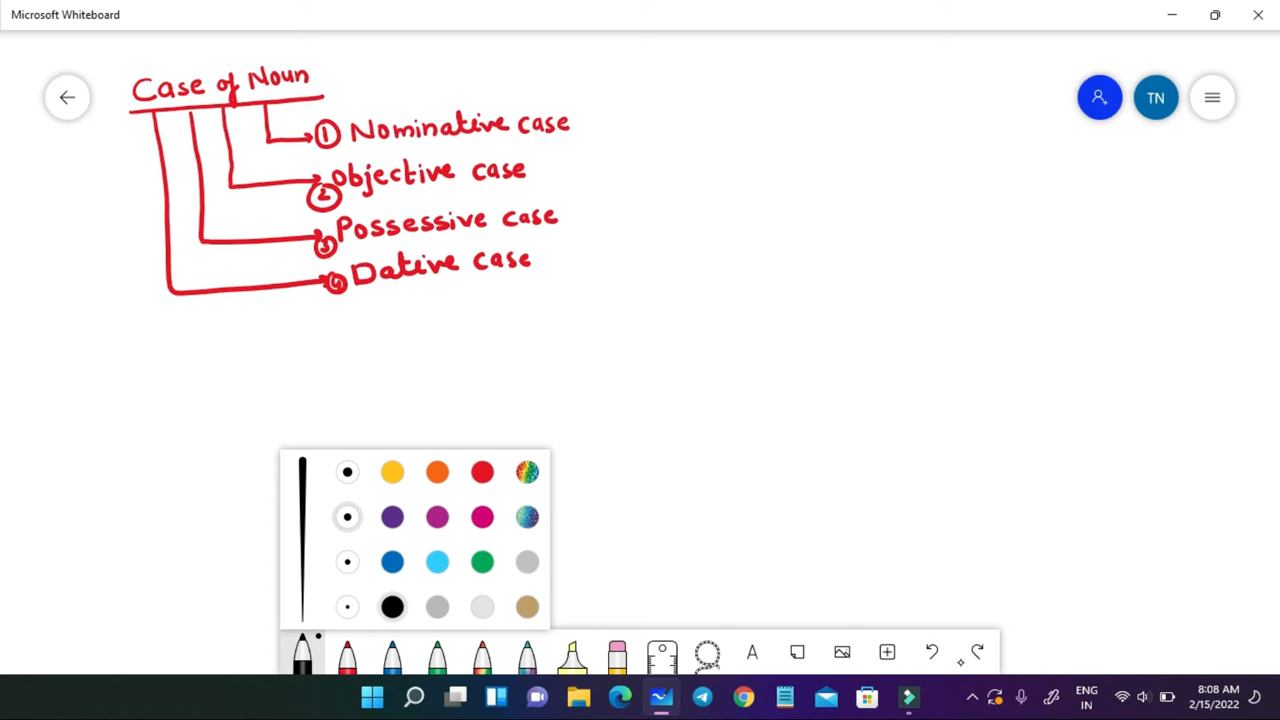 Microsoft Whiteboard
Case of Noun
① Nominative case
② Objective case
③ Possessive case
④ Dative case
TN
A
ENG
IN
8:08 AM
2/15/2022